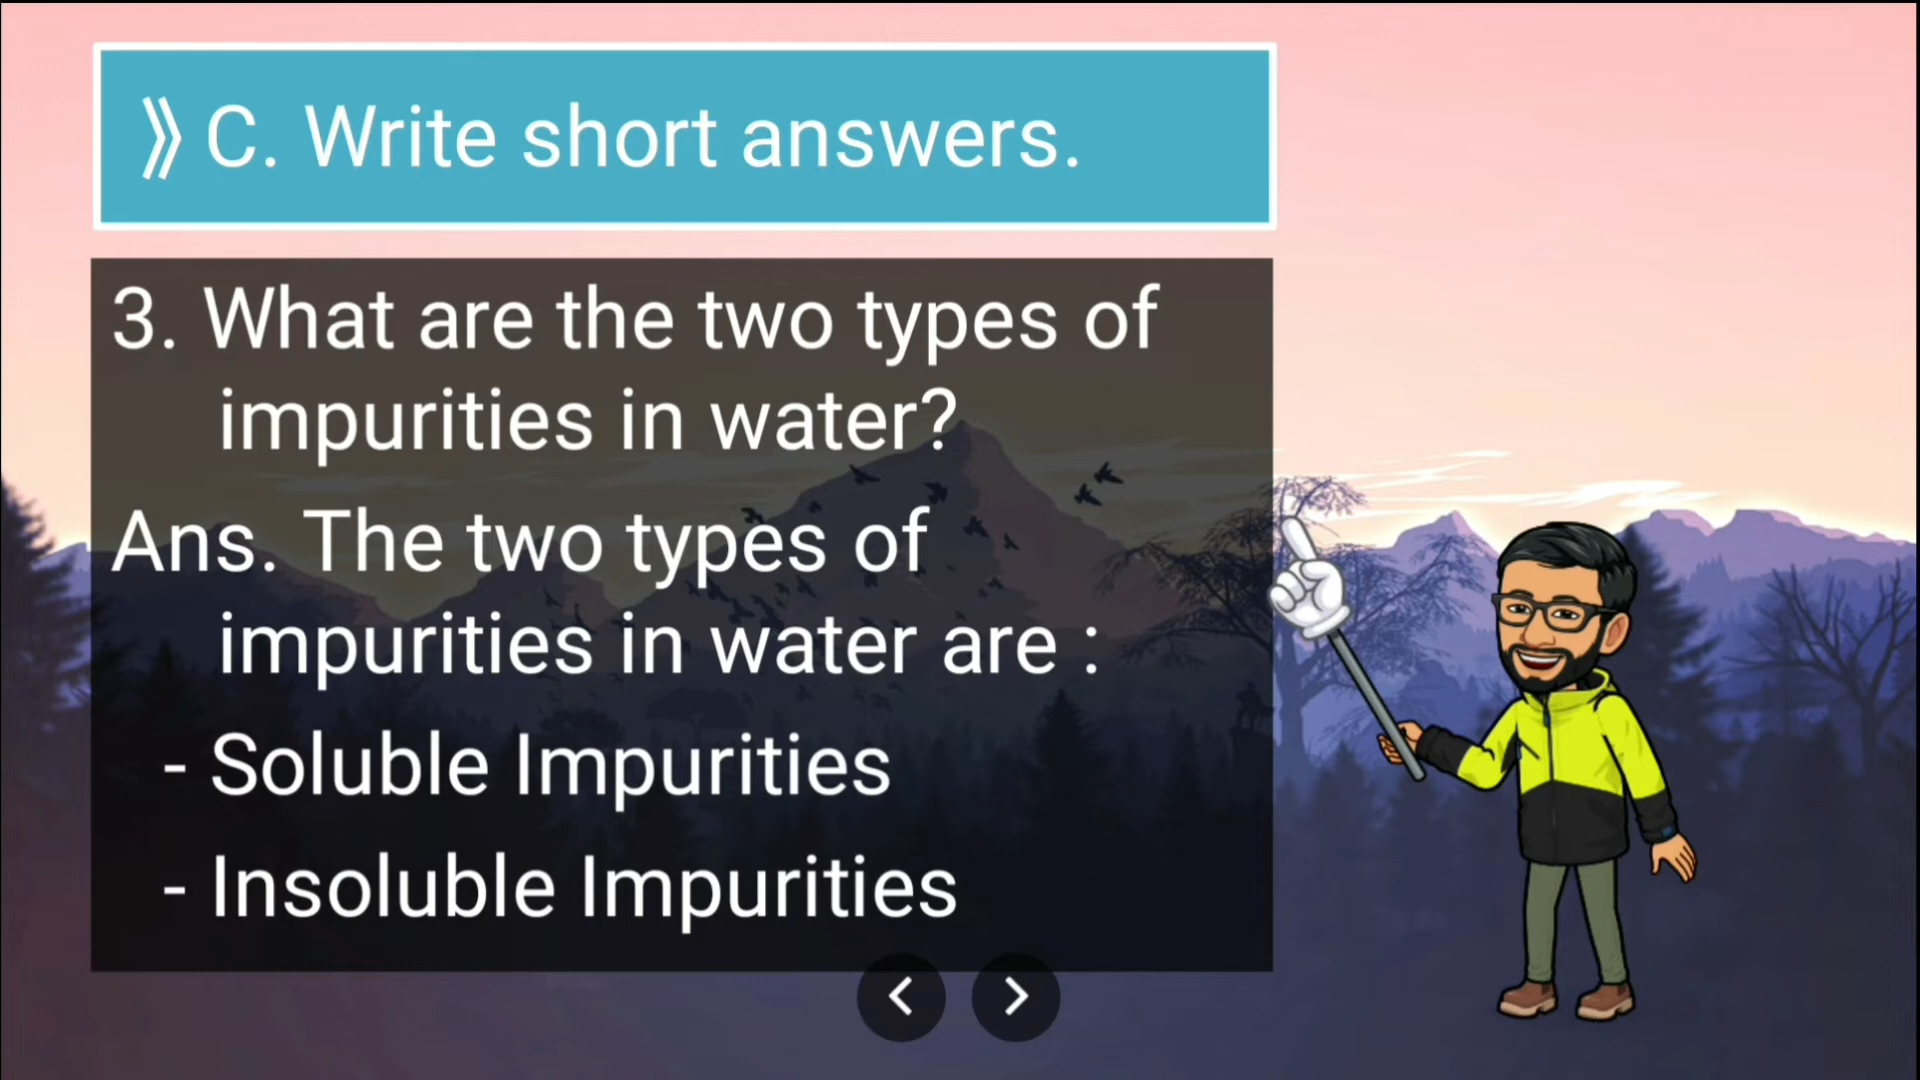 ⟫ C. Write short answers.
3. What are the two types of
impurities in water?
Ans. The two types of
impurities in water are :
- Soluble Impurities
- Insoluble Impurities